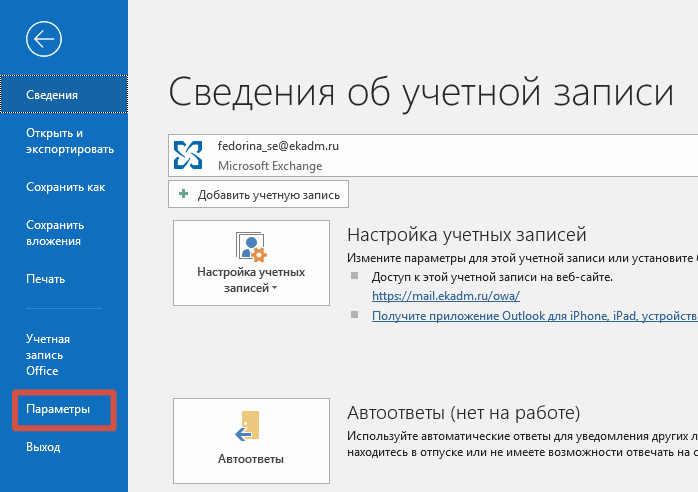 Сведения
Открыть и
экспортировать
Сохранить как
Сохранить
вложения
Печать
Учетная
запись
Office
Параметры
Выход
Сведения об учетной записи
fedorina_se@ekadm.ru
Microsoft Exchange
Добавить учетную запись
Настройка учетных
записей
Настройка учетных записей
Измените параметры для этой учетной записи или установите
Доступ к этой учетной записи на веб-сайте.
https://mail.ekadm.ru/owa/
Получите приложение Outlook для iPhone, iPad, устройств
Автоответы
Автоответы (нет на работе)
Используйте автоматические ответы для уведомления других л
находитесь в отпуске или не имеете возможности отвечать на с